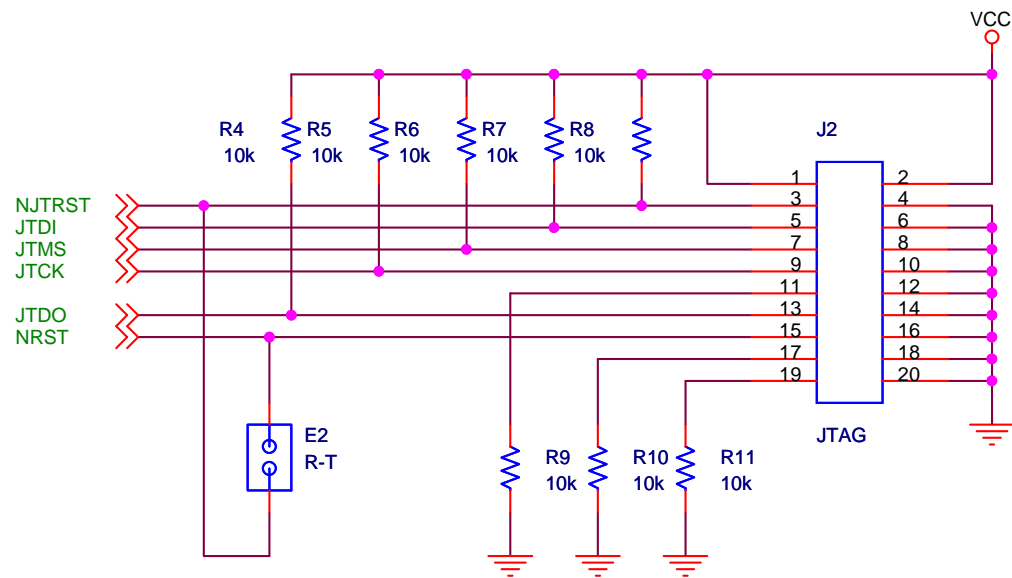 VCC
R4 R5 R6 R7 R8 J2
10k 10k 10k 10k 10k
1 2
NJTRST 3 4
JTDI 5 6
JTMS 7 8
JTCK 9 10
11 12
JTDO 13 14
NRST 15 16
17 18
19 20
E2 JTAG
R-T R9 R10 R11
10k 10k 10k